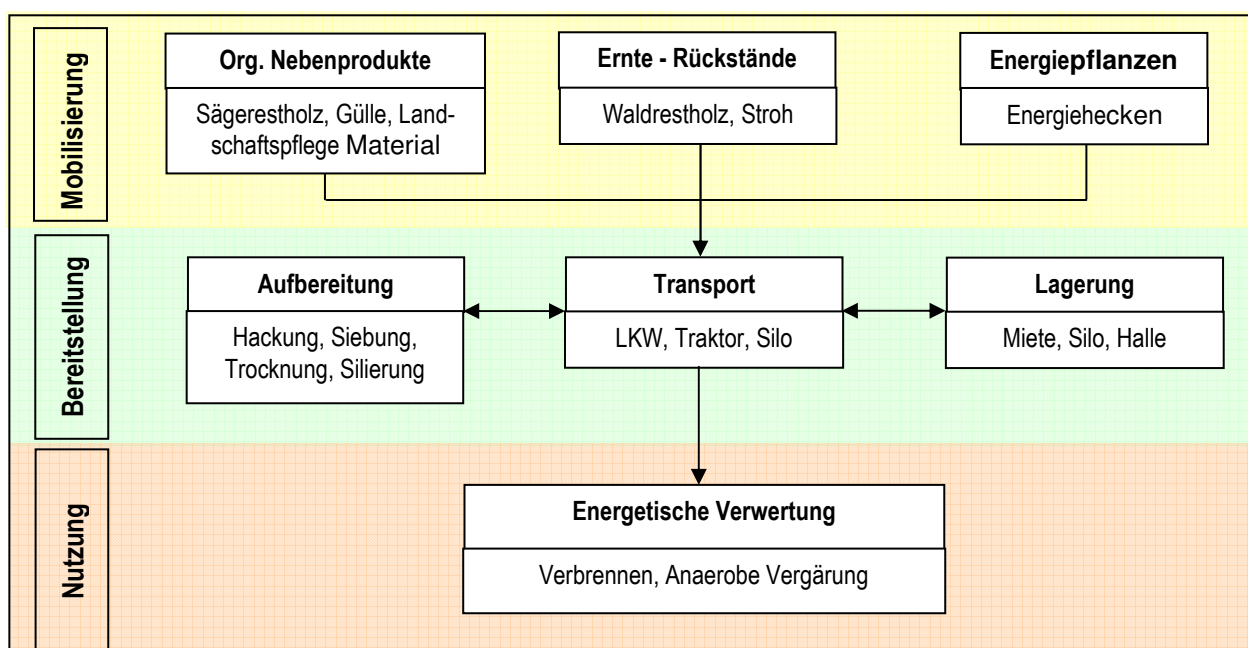 Mobilisierung
Org. Nebenprodukte
Sägerestholz, Gülle, Land-
schaftspflege Material
Ernte - Rückstände
Waldrestholz, Stroh
Energiepflanzen
Energiehecken
Bereitstellung
Aufbereitung
Hackung, Siebung,
Trocknung, Silierung
Transport
LKW, Traktor, Silo
Lagerung
Miete, Silo, Halle
Nutzung
Energetische Verwertung
Verbrennen, Anaerobe Vergärung